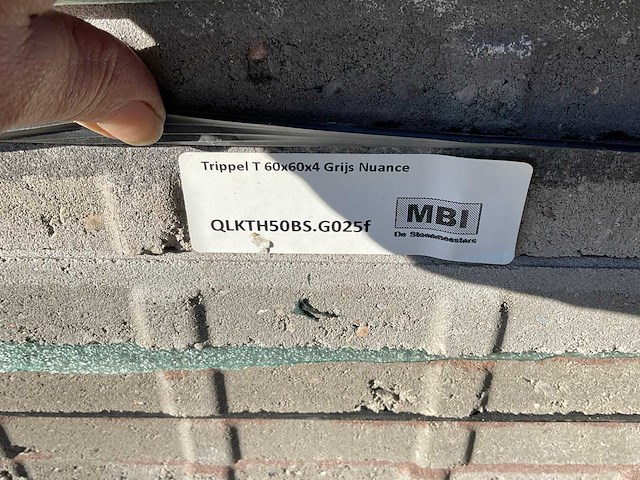 Trippel T 60x60x4 Grijs Nuance
QLKTH50BS.G025f
MBI
De Steenmeesters